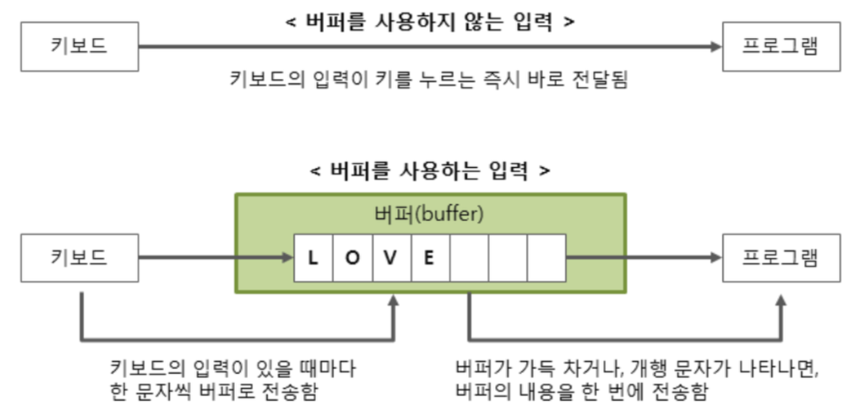 < 버퍼를 사용하지 않는 입력 >
키보드
프로그램
키보드의 입력이 키를 누르는 즉시 바로 전달됨
< 버퍼를 사용하는 입력 >
버퍼(buffer)
키보드
L O V E
프로그램
키보드의 입력이 있을 때마다
한 문자씩 버퍼로 전송함
버퍼가 가득 차거나, 개행 문자가 나타나면,
버퍼의 내용을 한 번에 전송함